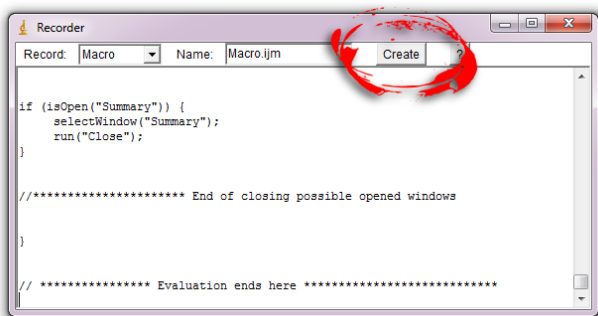 Recorder
Record: Macro Name: Macro.ijm Create ?
if (isOpen("Summary")) {
selectWindow("Summary");
run("Close");
}
//*********************** End of closing possible opened windows
}
// **************** Evaluation ends here ****************************